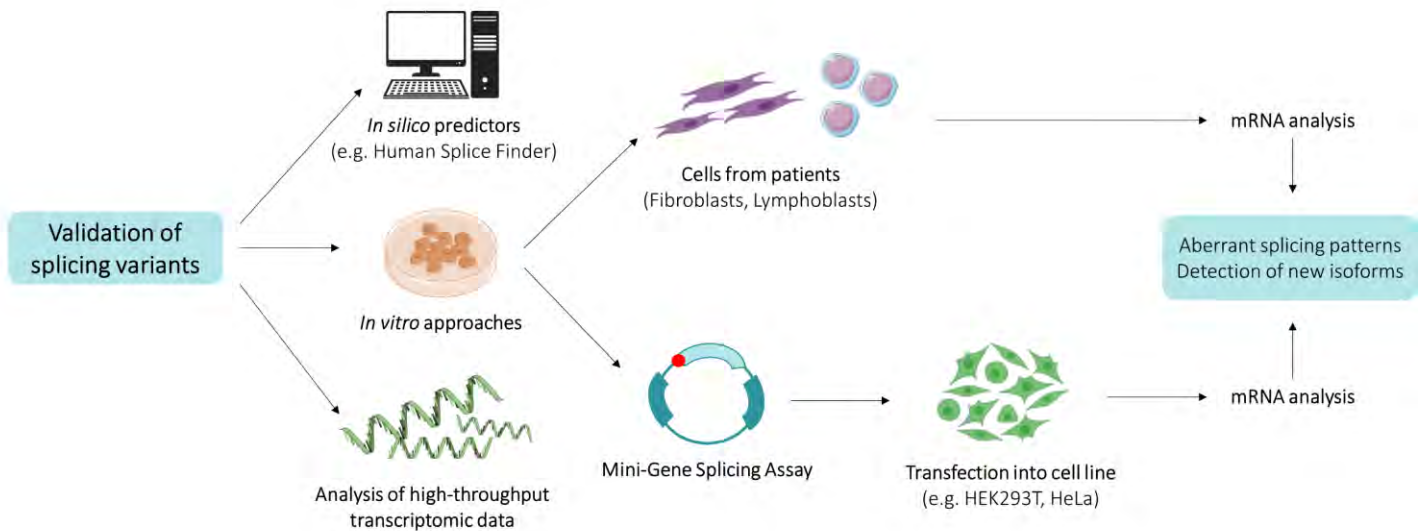 Validation of
splicing variants
In silico predictors
(e.g. Human Splice Finder)
In vitro approaches
Analysis of high-throughput
transcriptomic data
Cells from patients
(Fibroblasts, Lymphoblasts)
mRNA analysis
Aberrant splicing patterns
Detection of new isoforms
Mini-Gene Splicing Assay
Transfection into cell line
(e.g. HEK293T, HeLa)
mRNA analysis